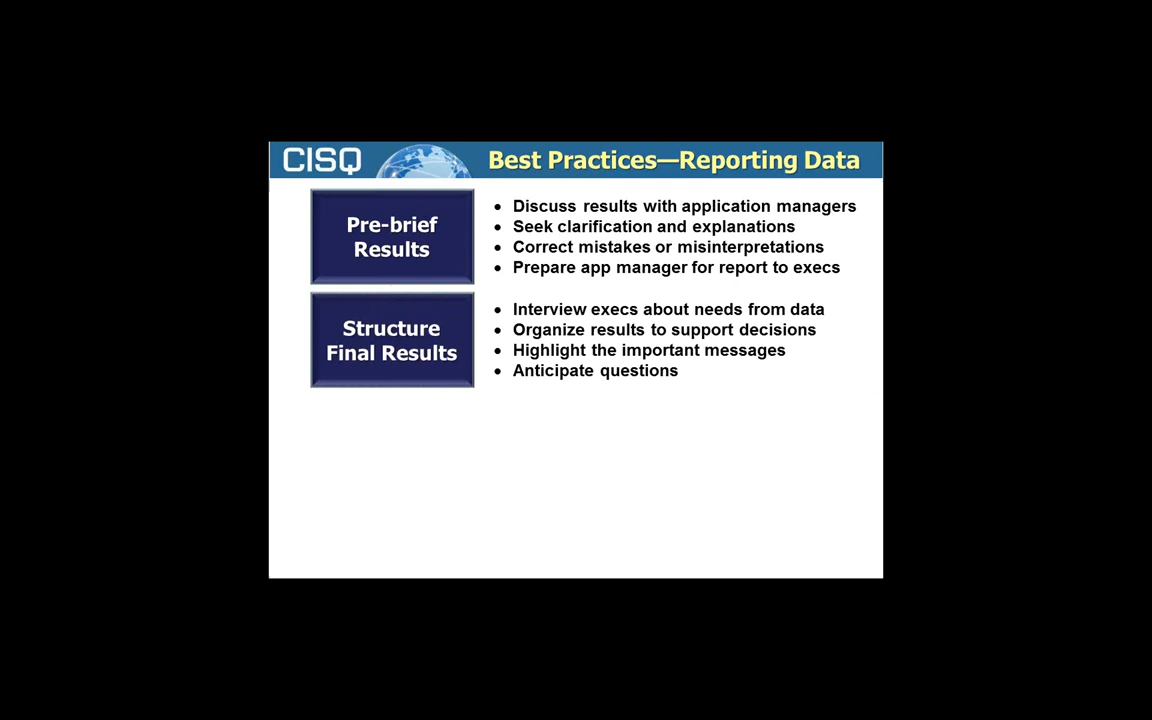 CISQ
Best Practices—Reporting Data
Pre-brief
Results
• Discuss results with application managers
• Seek clarification and explanations
• Correct mistakes or misinterpretations
• Prepare app manager for report to execs
Structure
Final Results
• Interview execs about needs from data
• Organize results to support decisions
• Highlight the important messages
• Anticipate questions